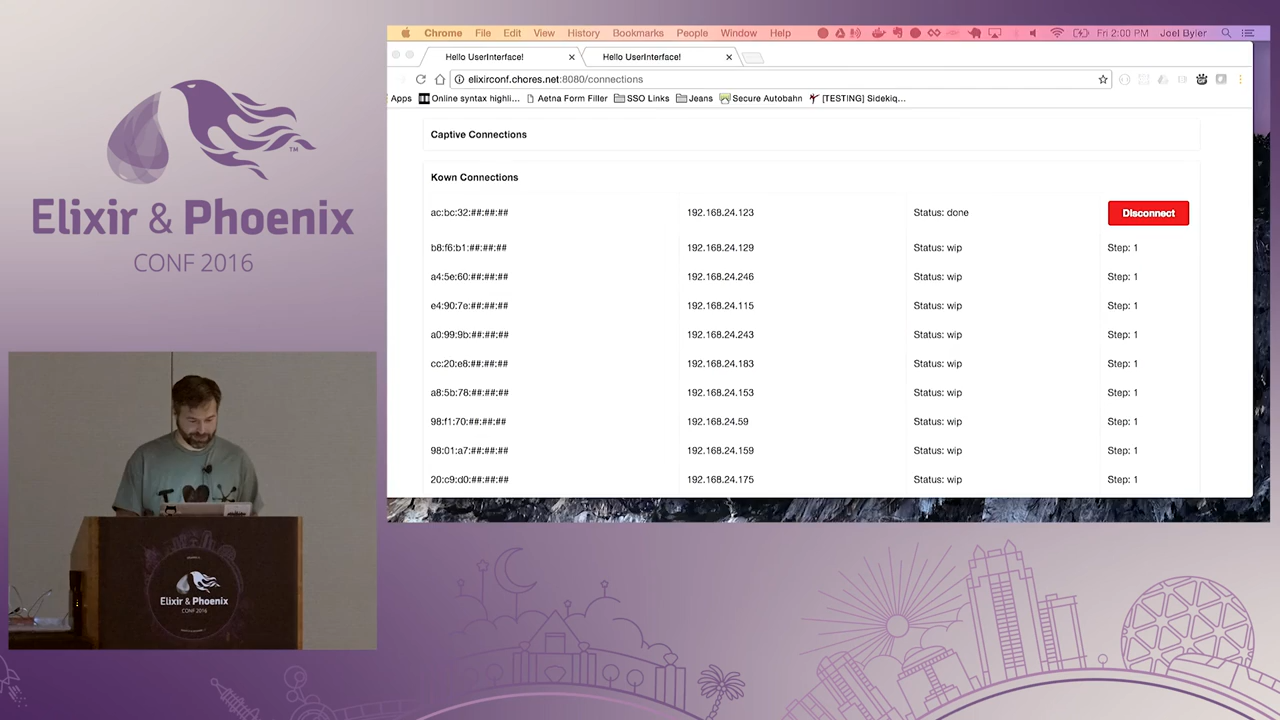 Elixir & Phoenix
CONF 2016
TM
Chrome File Edit View History Bookmarks People Window Help Fri 2:00 PM Joel Byler
Hello UserInterface! Hello UserInterface!
elixirconf.chores.net:8080/connections
Apps Online syntax highli... Aetna Form Filler SSO Links Jeans Secure Autobahn [TESTING] Sidekiq...
Captive Connections
Kown Connections
ac:bc:32:##:##:## 192.168.24.123 Status: done Disconnect
b8:f6:b1:##:##:## 192.168.24.129 Status: wip Step: 1
a4:5e:60:##:##:## 192.168.24.246 Status: wip Step: 1
e4:90:7e:##:##:## 192.168.24.115 Status: wip Step: 1
a0:99:9b:##:##:## 192.168.24.243 Status: wip Step: 1
cc:20:e8:##:##:## 192.168.24.183 Status: wip Step: 1
a8:5b:78:##:##:## 192.168.24.153 Status: wip Step: 1
98:f1:70:##:##:## 192.168.24.59 Status: wip Step: 1
98:01:a7:##:##:## 192.168.24.159 Status: wip Step: 1
20:c9:d0:##:##:## 192.168.24.175 Status: wip Step: 1
Elixir & Phoenix
CONF 2016